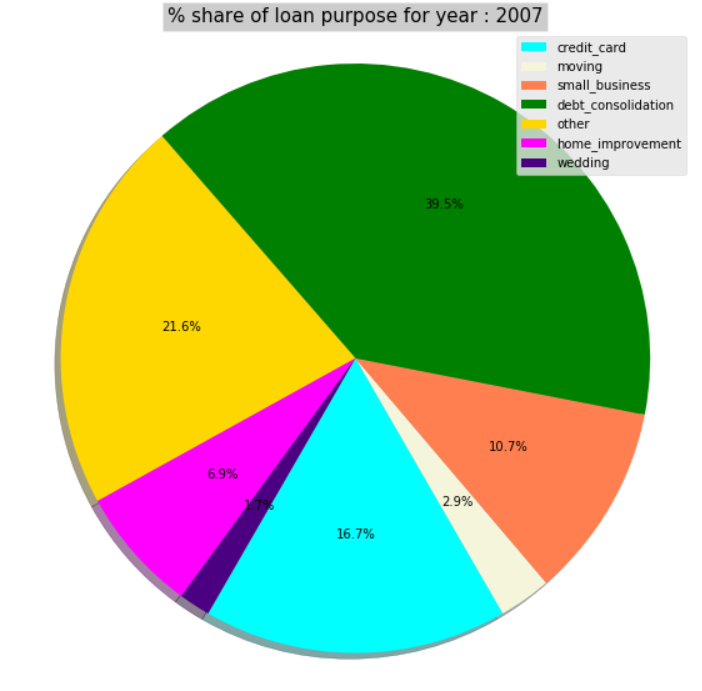 % share of loan purpose for year : 2007
credit_card
moving
small_business
debt_consolidation
other
home_improvement
wedding
39.5%
21.6%
10.7%
6.9%
2.9%
1.7%
16.7%